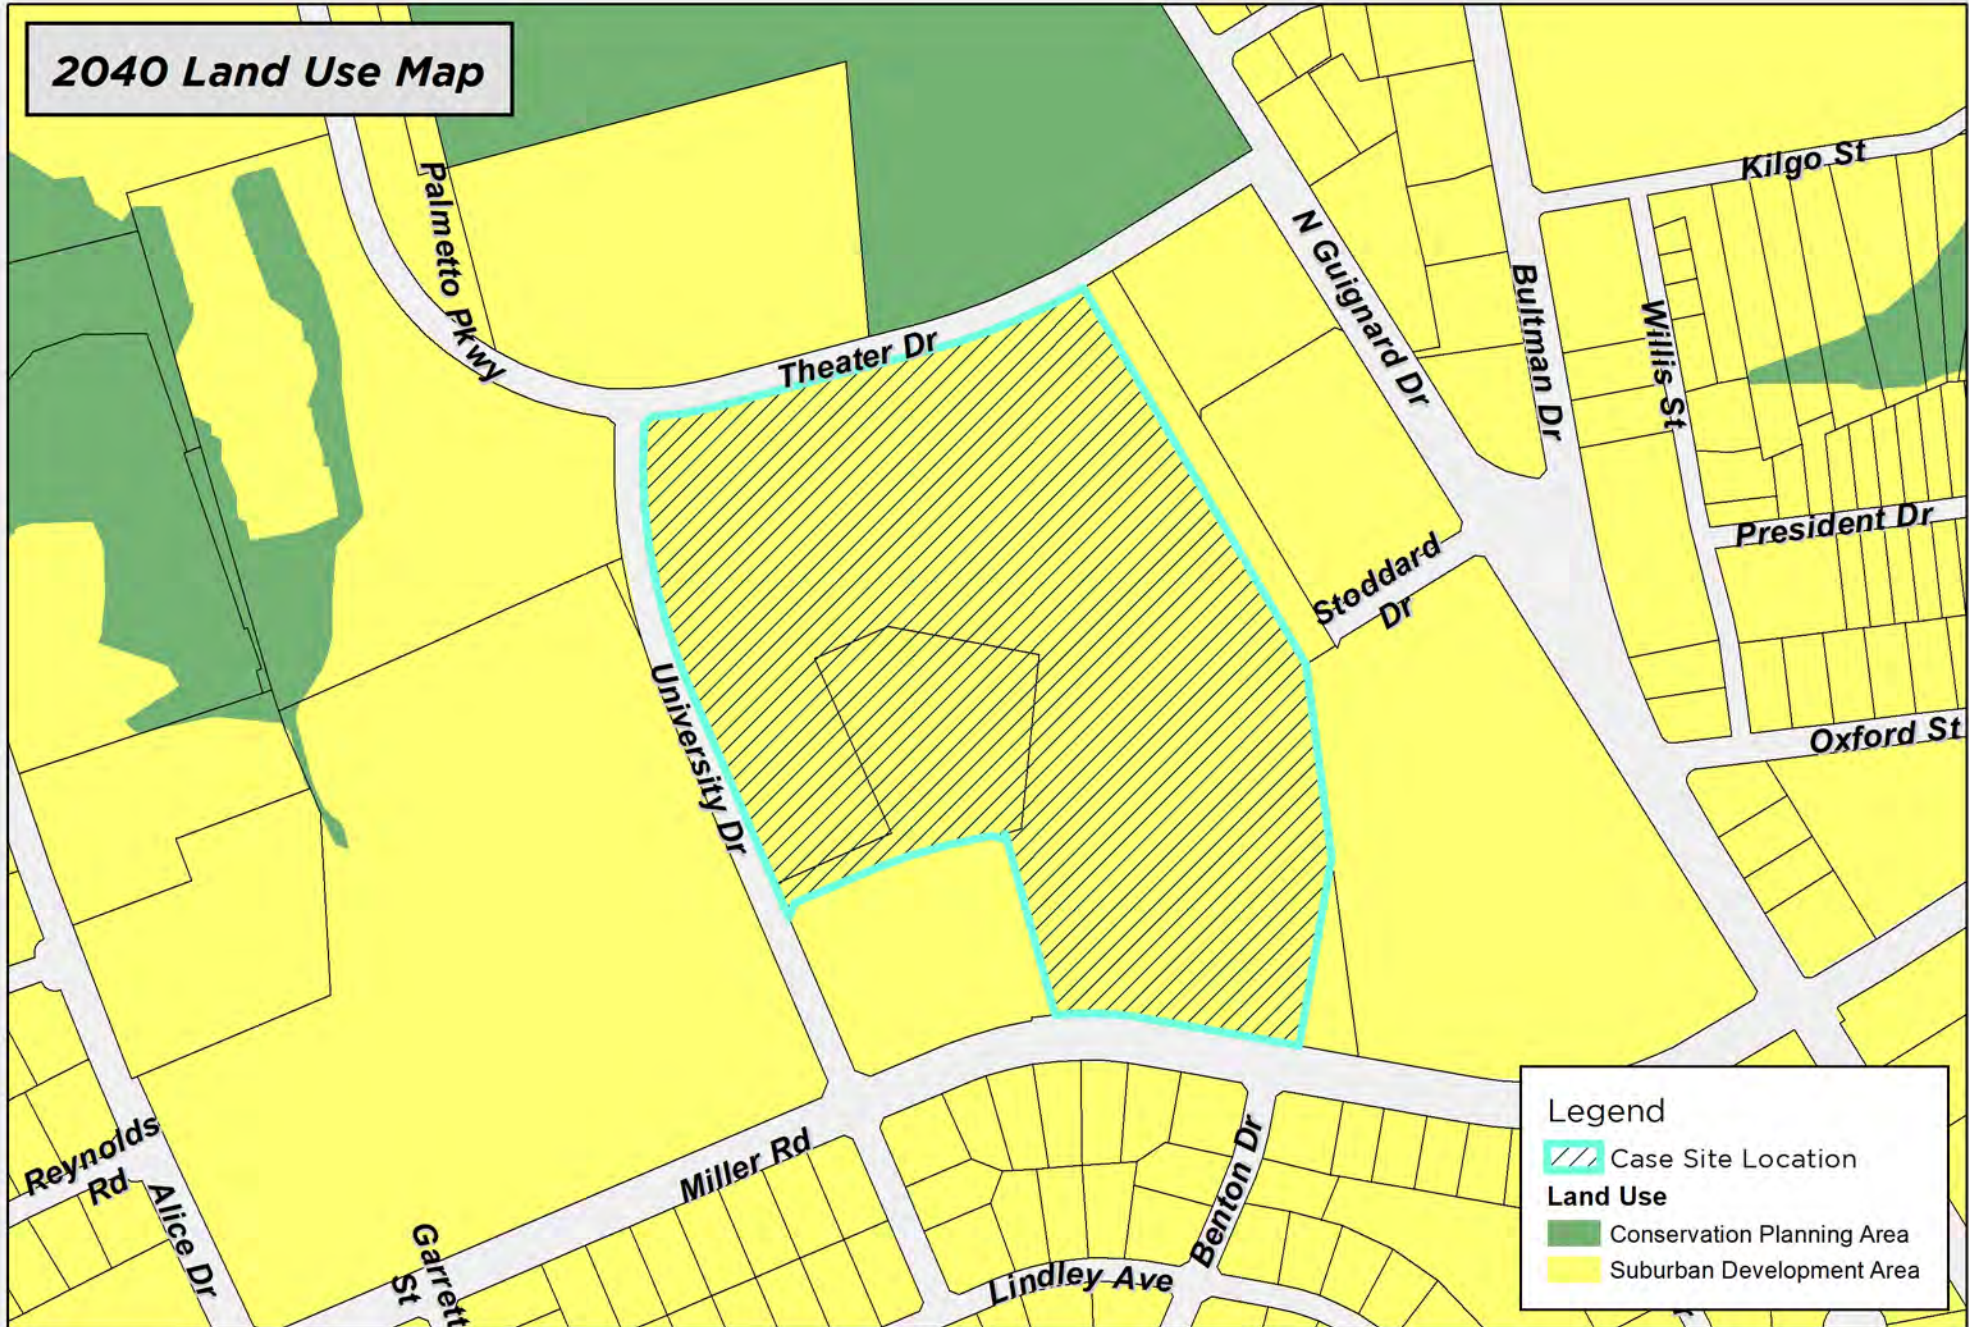 2040 Land Use Map
Kilgo St
Palmetto Pkwy
N Guignard Dr
Bultman Dr
Willis St
Theater Dr
President Dr
Stoddard
Dr
University Dr
Oxford St
Legend
Case Site Location
Land Use
Conservation Planning Area
Suburban Development Area
Miller Rd
Reynolds
Rd
Alice Dr
Garrett
St
Benton Dr
Lindley Ave